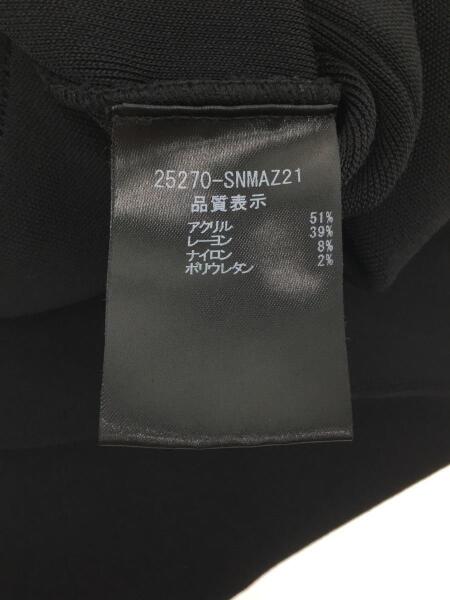 25270-SNMAZ21
品質表示
アクリル 51%
レーヨン 39%
ナイロン 8%
ポリウレタン 2%